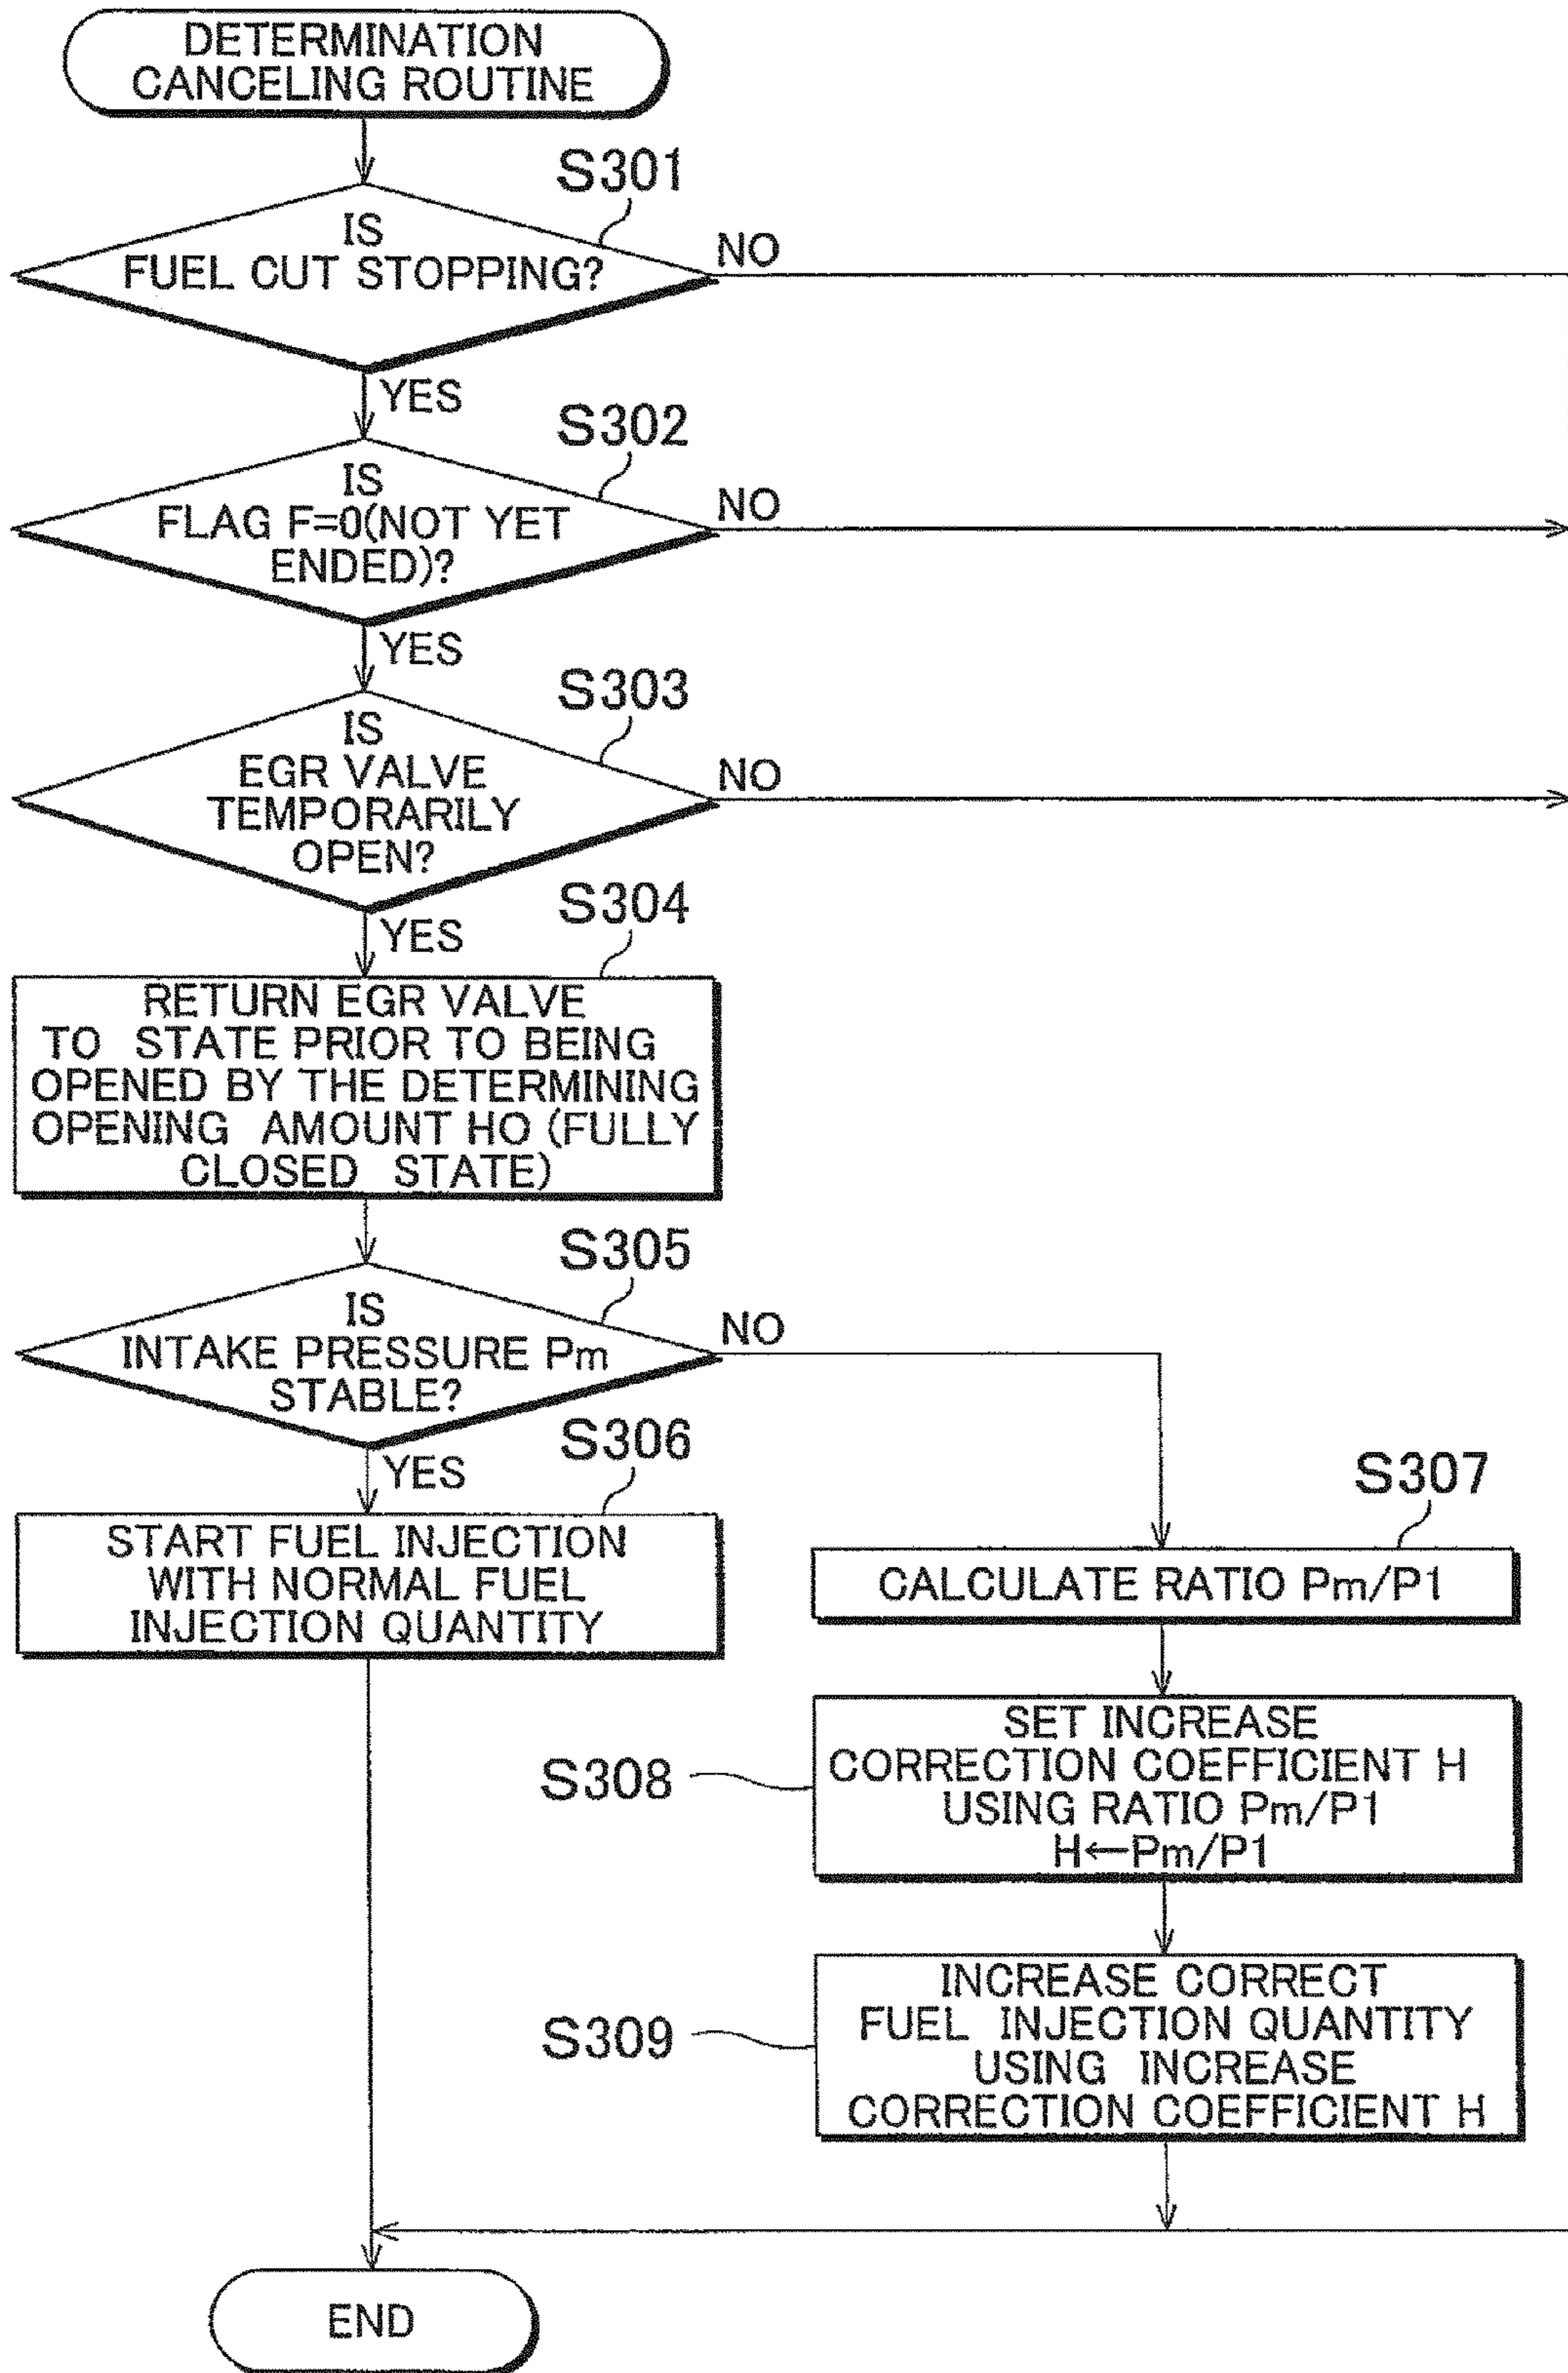 DETERMINATION
CANCELING ROUTINE
S301
IS
FUEL CUT STOPPING?
NO
YES
S302
IS
FLAG F=0(NOT YET
ENDED)?
NO
YES
S303
IS
EGR VALVE
TEMPORARILY
OPEN?
NO
YES
S304
RETURN EGR VALVE
TO STATE PRIOR TO BEING
OPENED BY THE DETERMINING
OPENING AMOUNT HO (FULLY
CLOSED STATE)
S305
IS
INTAKE PRESSURE Pm
STABLE?
NO
YES
S306
START FUEL INJECTION
WITH NORMAL FUEL
INJECTION QUANTITY
S307
CALCULATE RATIO Pm/P1
S308
SET INCREASE
CORRECTION COEFFICIENT H
USING RATIO Pm/P1
H←Pm/P1
S309
INCREASE CORRECT
FUEL INJECTION QUANTITY
USING INCREASE
CORRECTION COEFFICIENT H
END